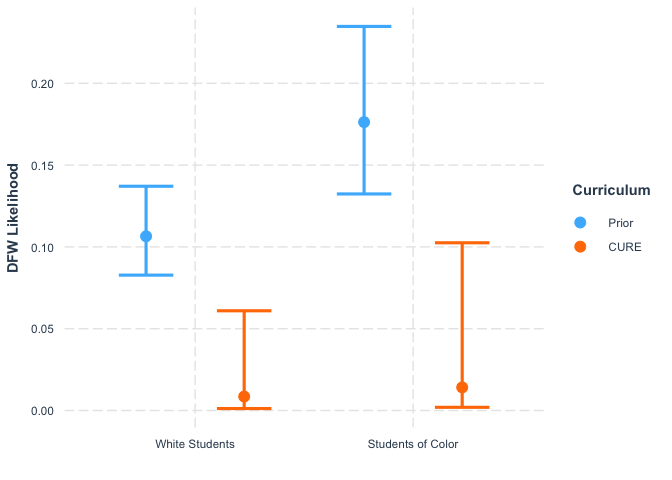 DFW Likelihood
0.20
0.15
0.10
0.05
0.00
White Students
Students of Color
Curriculum
Prior
CURE